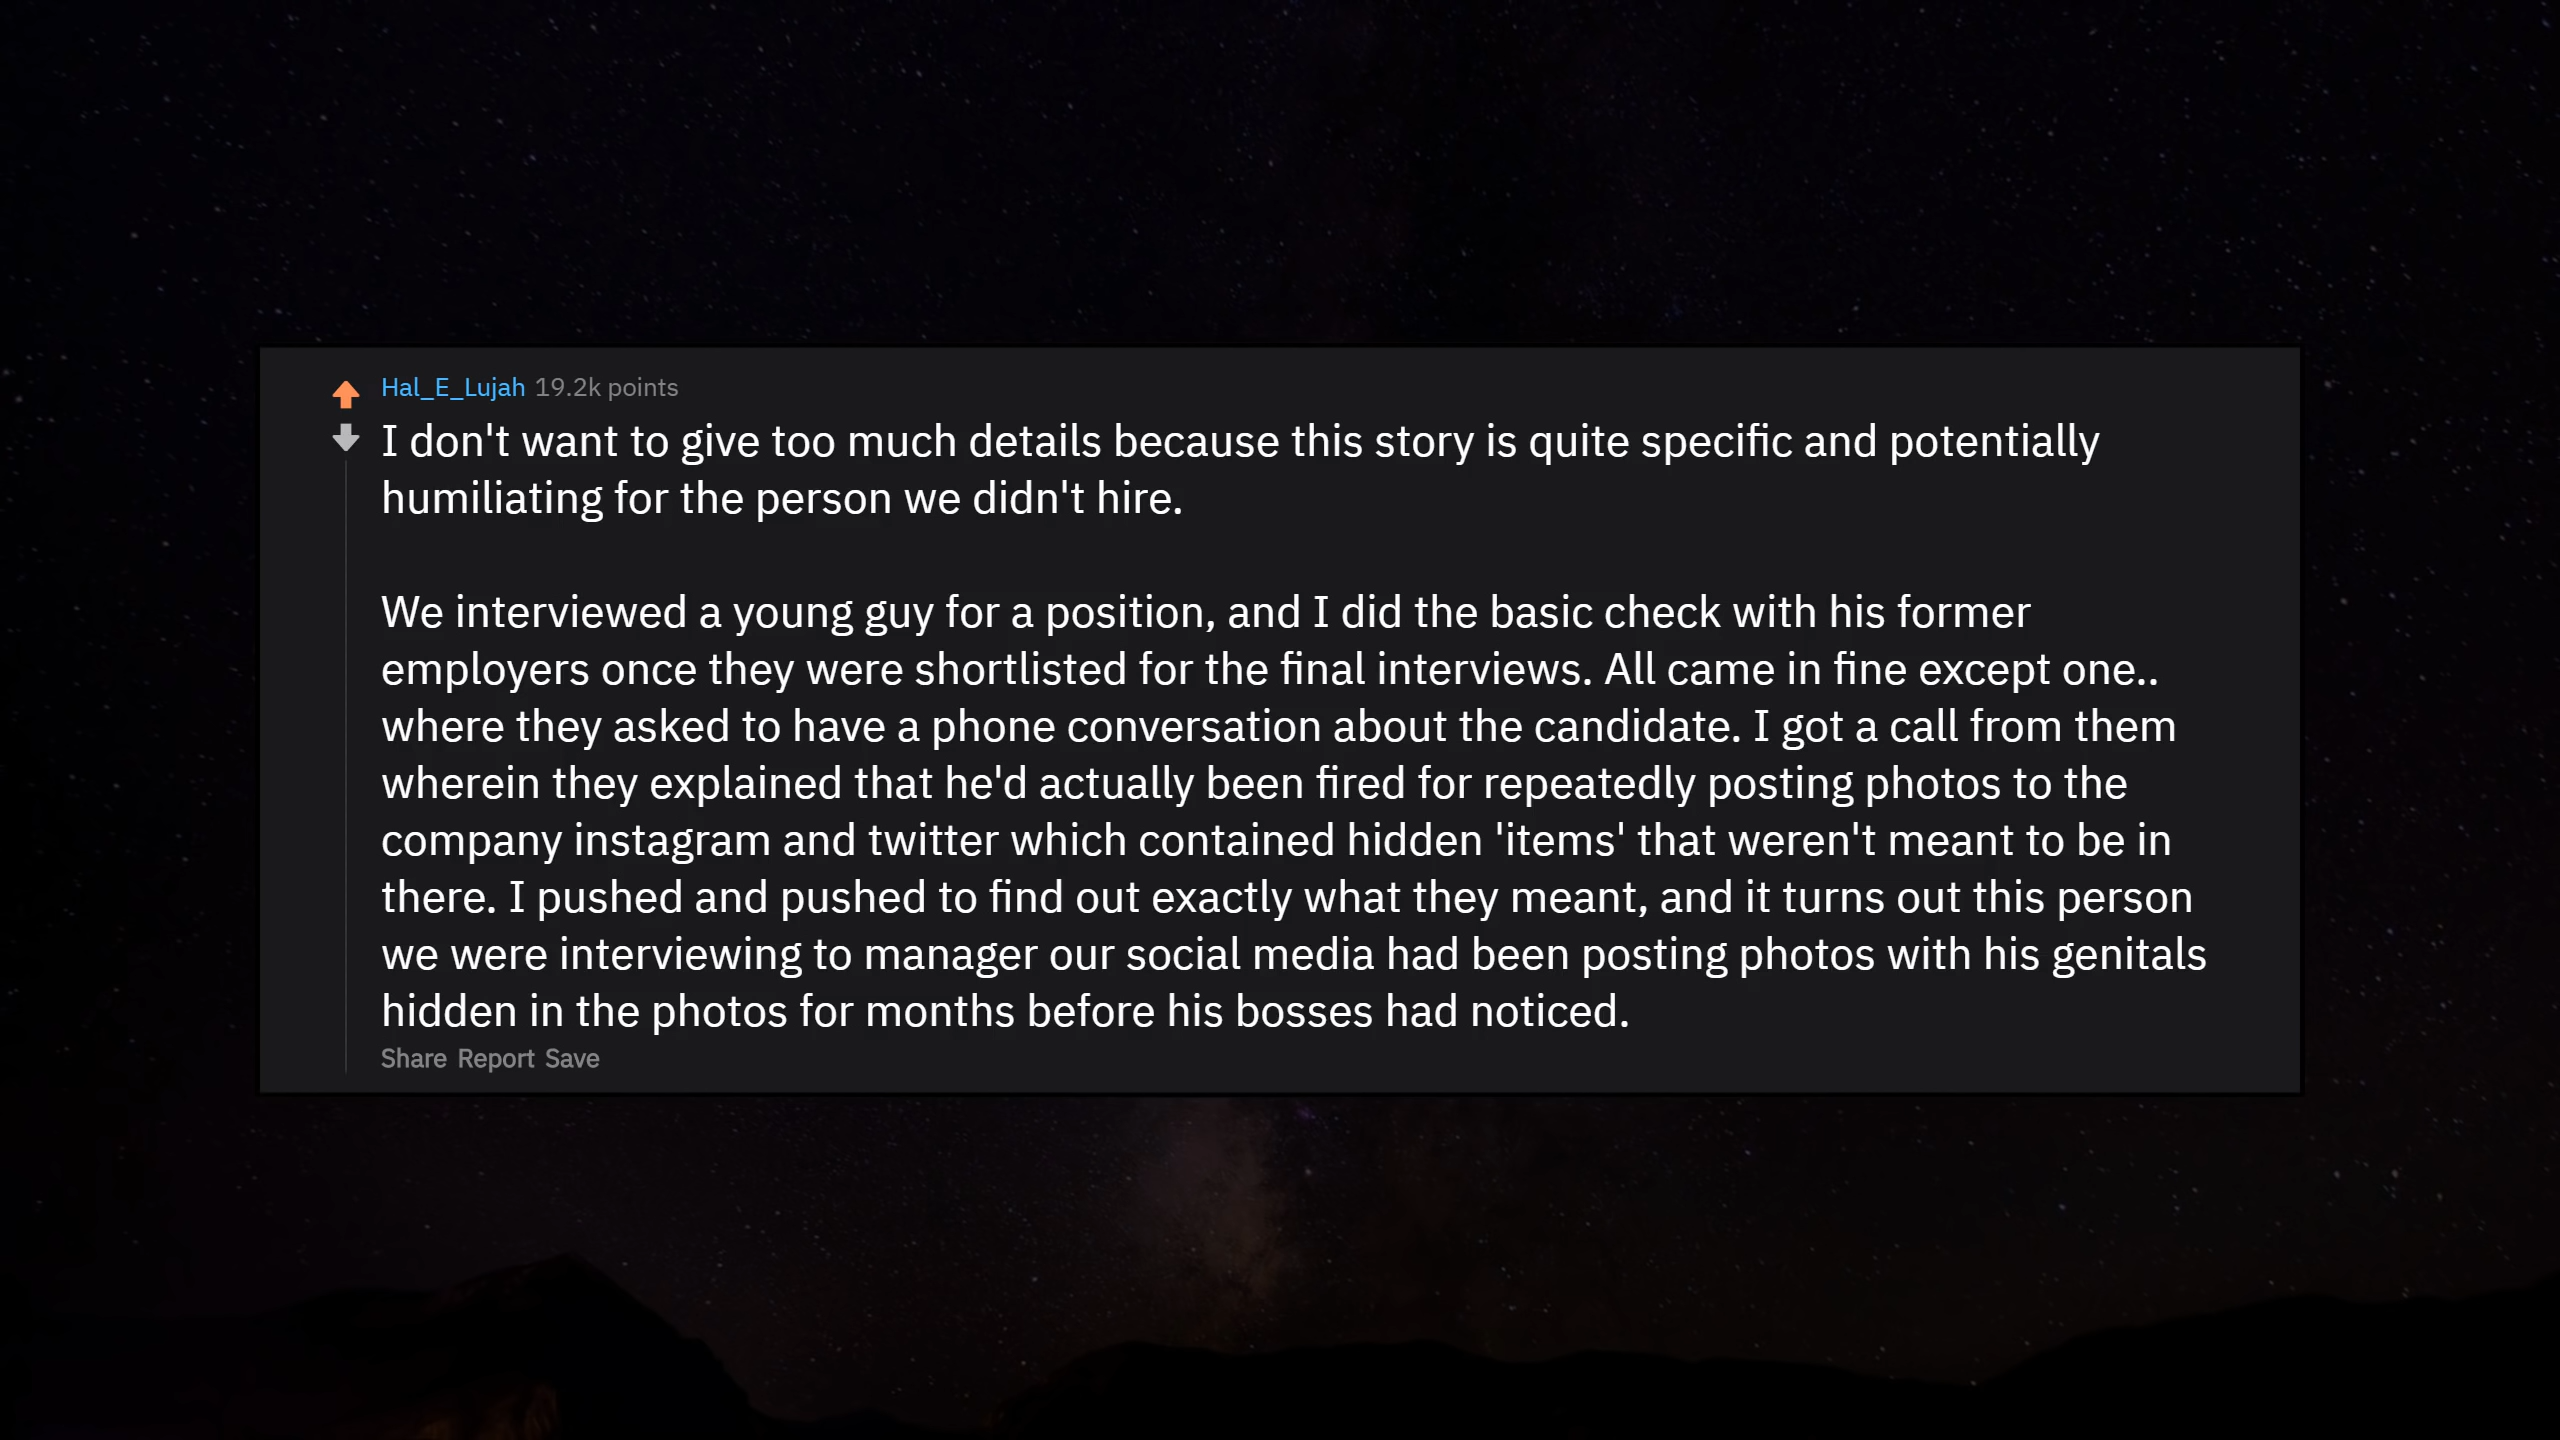 Hal_E_Lujah 19.2k points
I don't want to give too much details because this story is quite specific and potentially
humiliating for the person we didn't hire.
We interviewed a young guy for a position, and I did the basic check with his former
employers once they were shortlisted for the final interviews. All came in fine except one..
where they asked to have a phone conversation about the candidate. I got a call from them
wherein they explained that he'd actually been fired for repeatedly posting photos to the
company instagram and twitter which contained hidden 'items' that weren't meant to be in
there. I pushed and pushed to find out exactly what they meant, and it turns out this person
we were interviewing to manager our social media had been posting photos with his genitals
hidden in the photos for months before his bosses had noticed.
Share Report Save